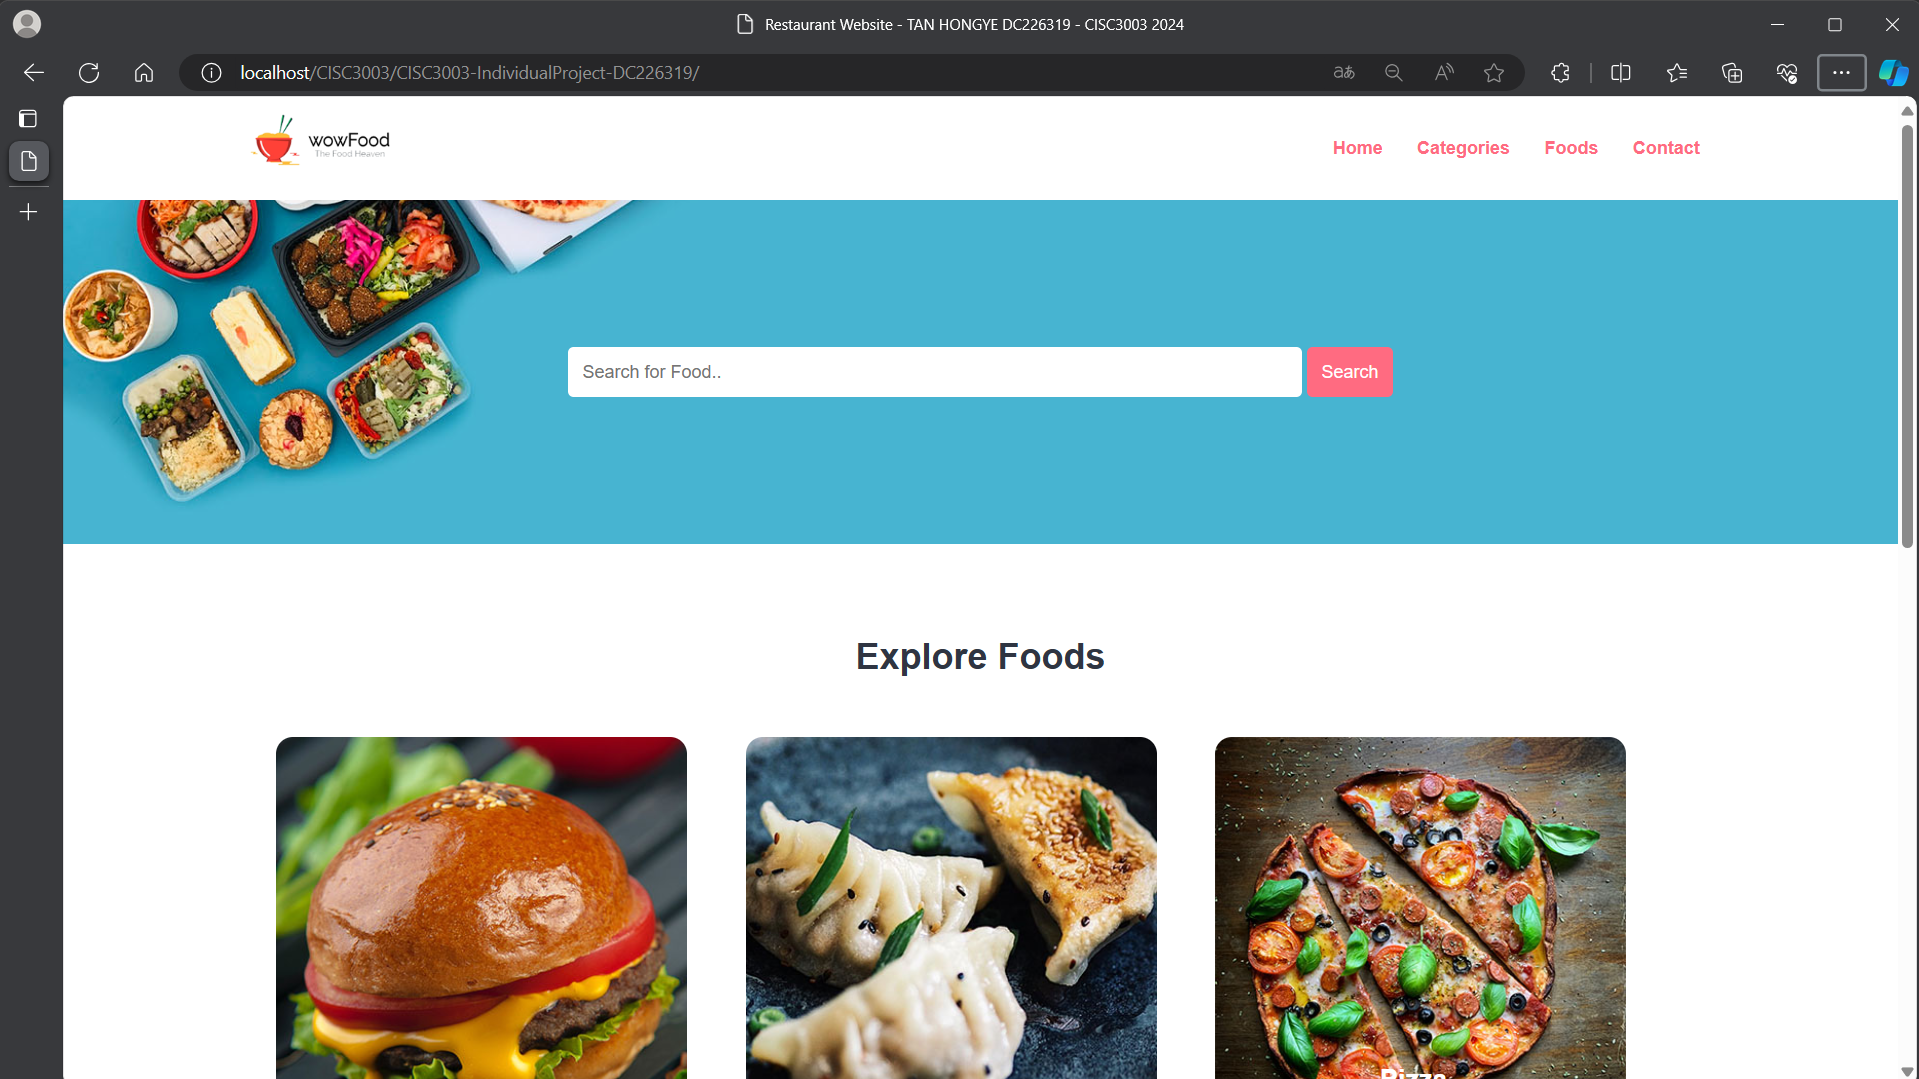 Restaurant Website - TAN HONGYE DC226319 - CISC3003 2024
localhost/CISC3003/CISC3003-IndividualProject-DC226319/
wowFood
The Food Heaven
Home Categories Foods Contact
Search for Food.. Search
Explore Foods
Pizza